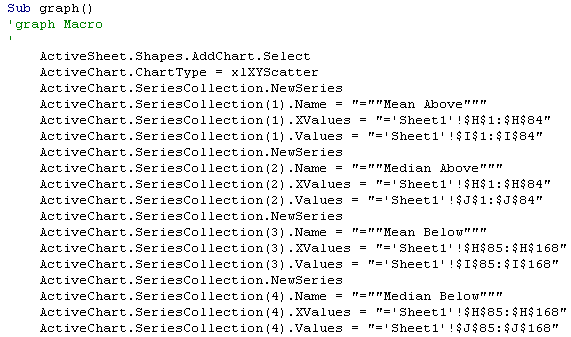 Sub graph()
'graph Macro
'
    ActiveSheet.Shapes.AddChart.Select
    ActiveChart.ChartType = xlXYScatter
    ActiveChart.SeriesCollection.NewSeries
    ActiveChart.SeriesCollection(1).Name = "=""Mean Above"""
    ActiveChart.SeriesCollection(1).XValues = "='Sheet1'!$H$1:$H$84"
    ActiveChart.SeriesCollection(1).Values = "='Sheet1'!$I$1:$I$84"
    ActiveChart.SeriesCollection.NewSeries
    ActiveChart.SeriesCollection(2).Name = "=""Median Above"""
    ActiveChart.SeriesCollection(2).XValues = "='Sheet1'!$H$1:$H$84"
    ActiveChart.SeriesCollection(2).Values = "='Sheet1'!$J$1:$J$84"
    ActiveChart.SeriesCollection.NewSeries
    ActiveChart.SeriesCollection(3).Name = "=""Mean Below"""
    ActiveChart.SeriesCollection(3).XValues = "='Sheet1'!$H$85:$H$168"
    ActiveChart.SeriesCollection(3).Values = "='Sheet1'!$I$85:$I$168"
    ActiveChart.SeriesCollection.NewSeries
    ActiveChart.SeriesCollection(4).Name = "=""Median Below"""
    ActiveChart.SeriesCollection(4).XValues = "='Sheet1'!$H$85:$H$168"
    ActiveChart.SeriesCollection(4).Values = "='Sheet1'!$J$85:$J$168"